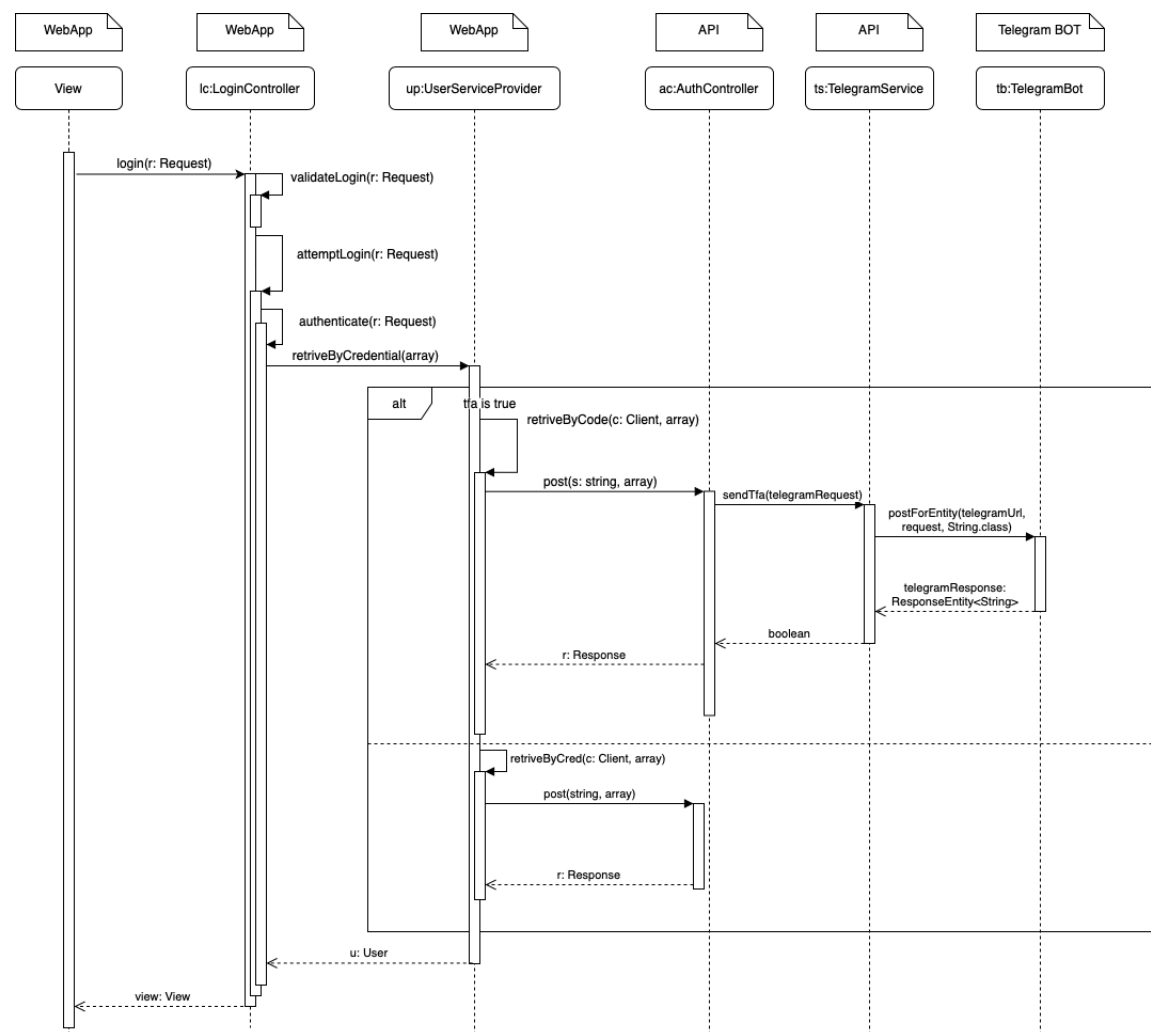 WebApp
WebApp
WebApp
API
API
Telegram BOT
View
lc:LoginController
up:UserServiceProvider
ac:AuthController
ts:TelegramService
tb:TelegramBot
login(r: Request)
validateLogin(r: Request)
attemptLogin(r: Request)
authenticate(r: Request)
retriveByCredential(array)
alt
tfa is true
retriveByCode(c: Client, array)
post(s: string, array)
sendTfa(telegramRequest)
postForEntity(telegramUrl,
request, String.class)
telegramResponse:
ResponseEntity<String>
boolean
r: Response
retriveByCred(c: Client, array)
post(string, array)
r: Response
u: User
view: View